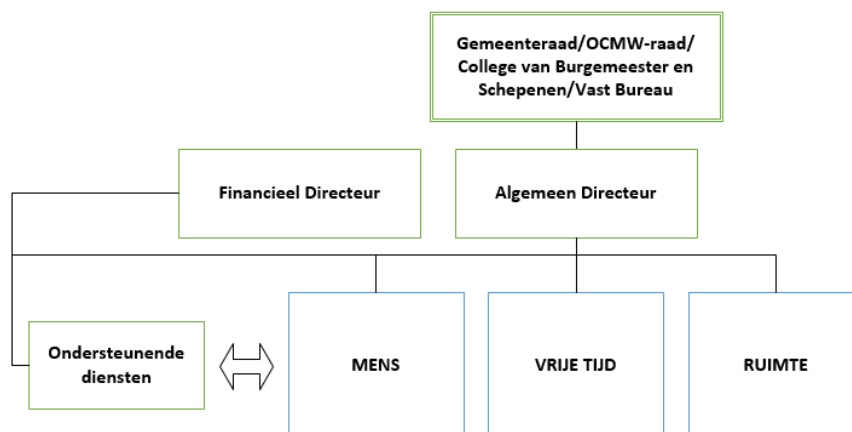 Gemeenteraad/OCMW-raad/
College van Burgemeester en
Schepenen/Vast Bureau
Financieel Directeur
Algemeen Directeur
Ondersteunende
diensten
MENS
VRIJE TIJD
RUIMTE